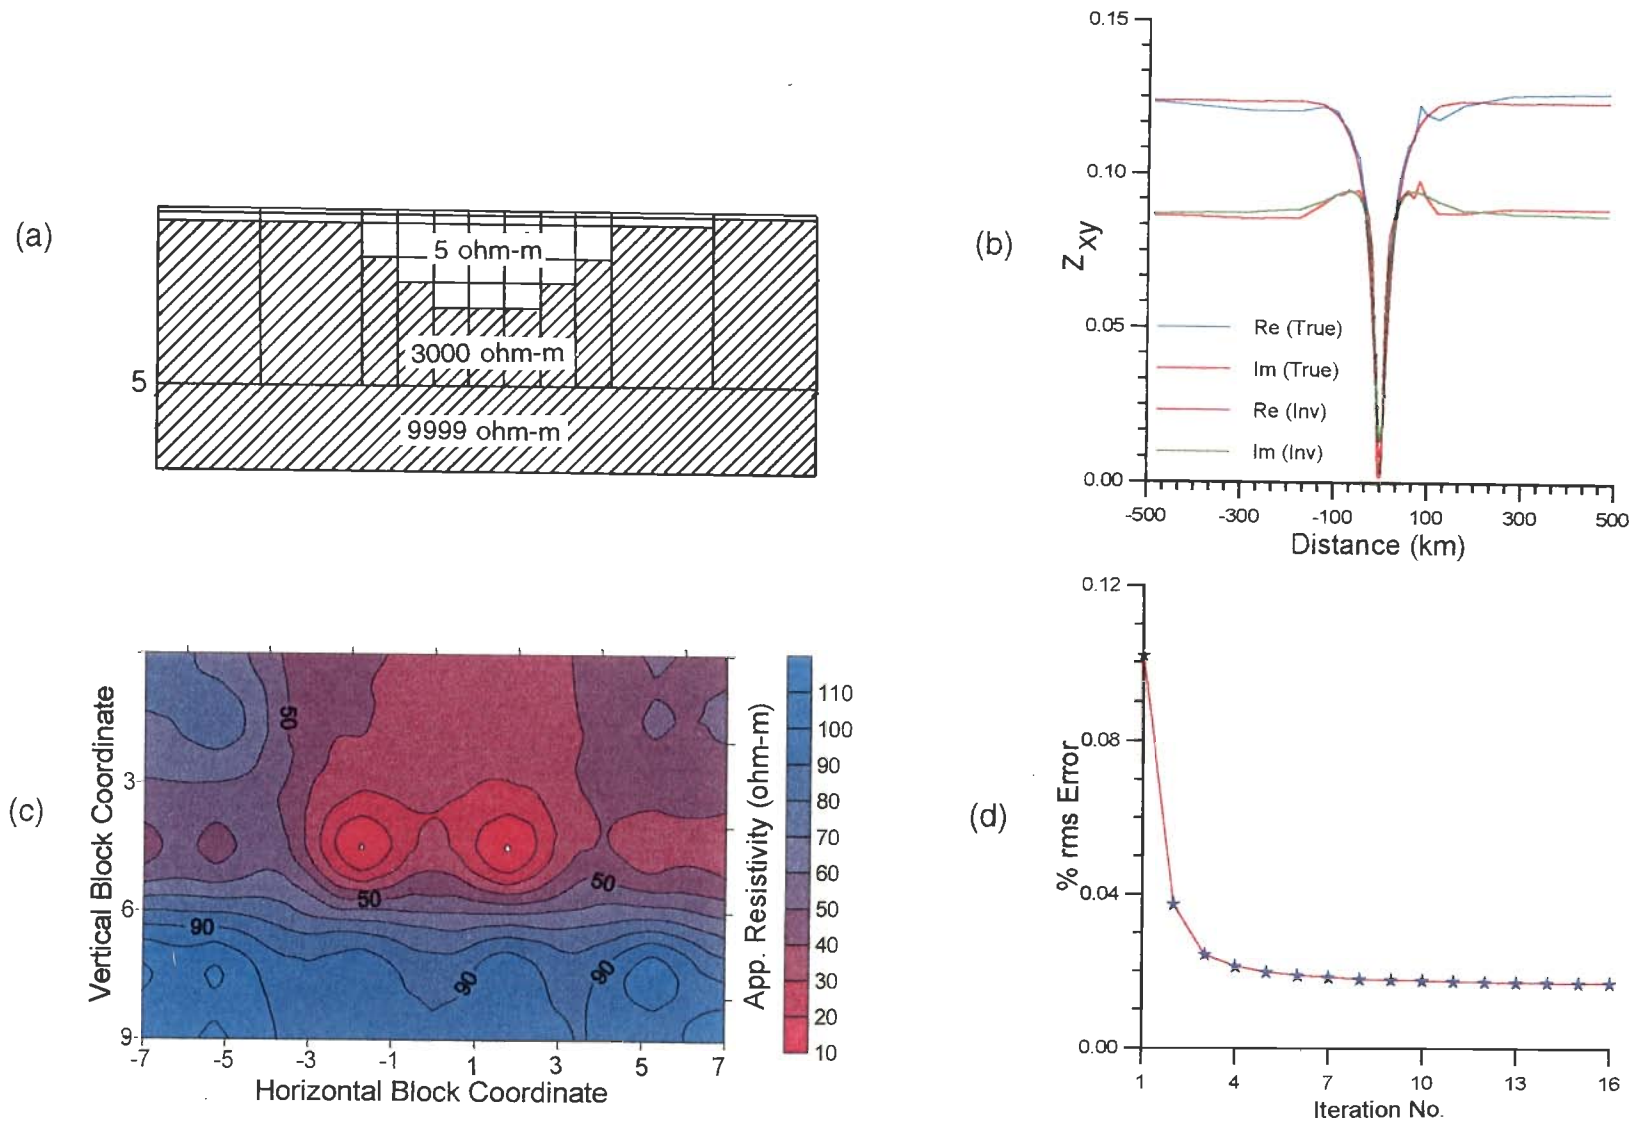 (a)
5 ohm-m
3000 ohm-m
5
9999 ohm-m
(b)
0.15
0.10
0.05
0.00
Zxy
Re (True)
Im (True)
Re (Inv)
Im (Inv)
-500 -300 -100 100 300 500
Distance (km)
(c)
Vertical Block Coordinate
3
6
9
50
50
50
90
90
90
-7 -5 -3 -1 1 3 5 7
Horizontal Block Coordinate
App. Resistivity (ohm-m)
110
100
90
80
70
60
50
40
30
20
10
(d)
% rms Error
0.12
0.08
0.04
0.00
1 4 7 10 13 16
Iteration No.